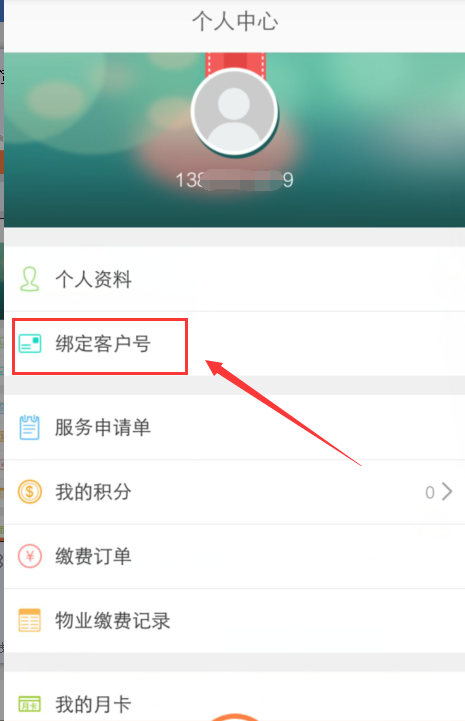 个人中心
138 9
个人资料
绑定客户号
服务申请单
我的积分 0
缴费订单
物业缴费记录
月卡 我的月卡